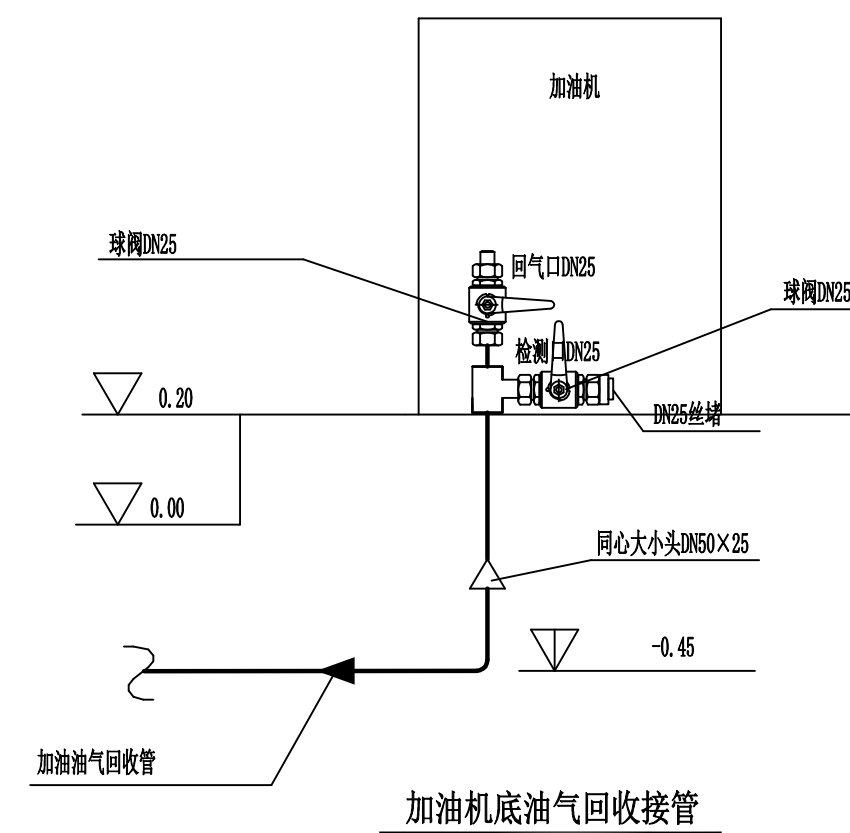 加油机
球阀DN25
回气口DN25
球阀DN25
检测口DN25
0.20
DN25丝堵
0.00
同心大小头DN50×25
-0.45
加油油气回收管
加油机底油气回收接管